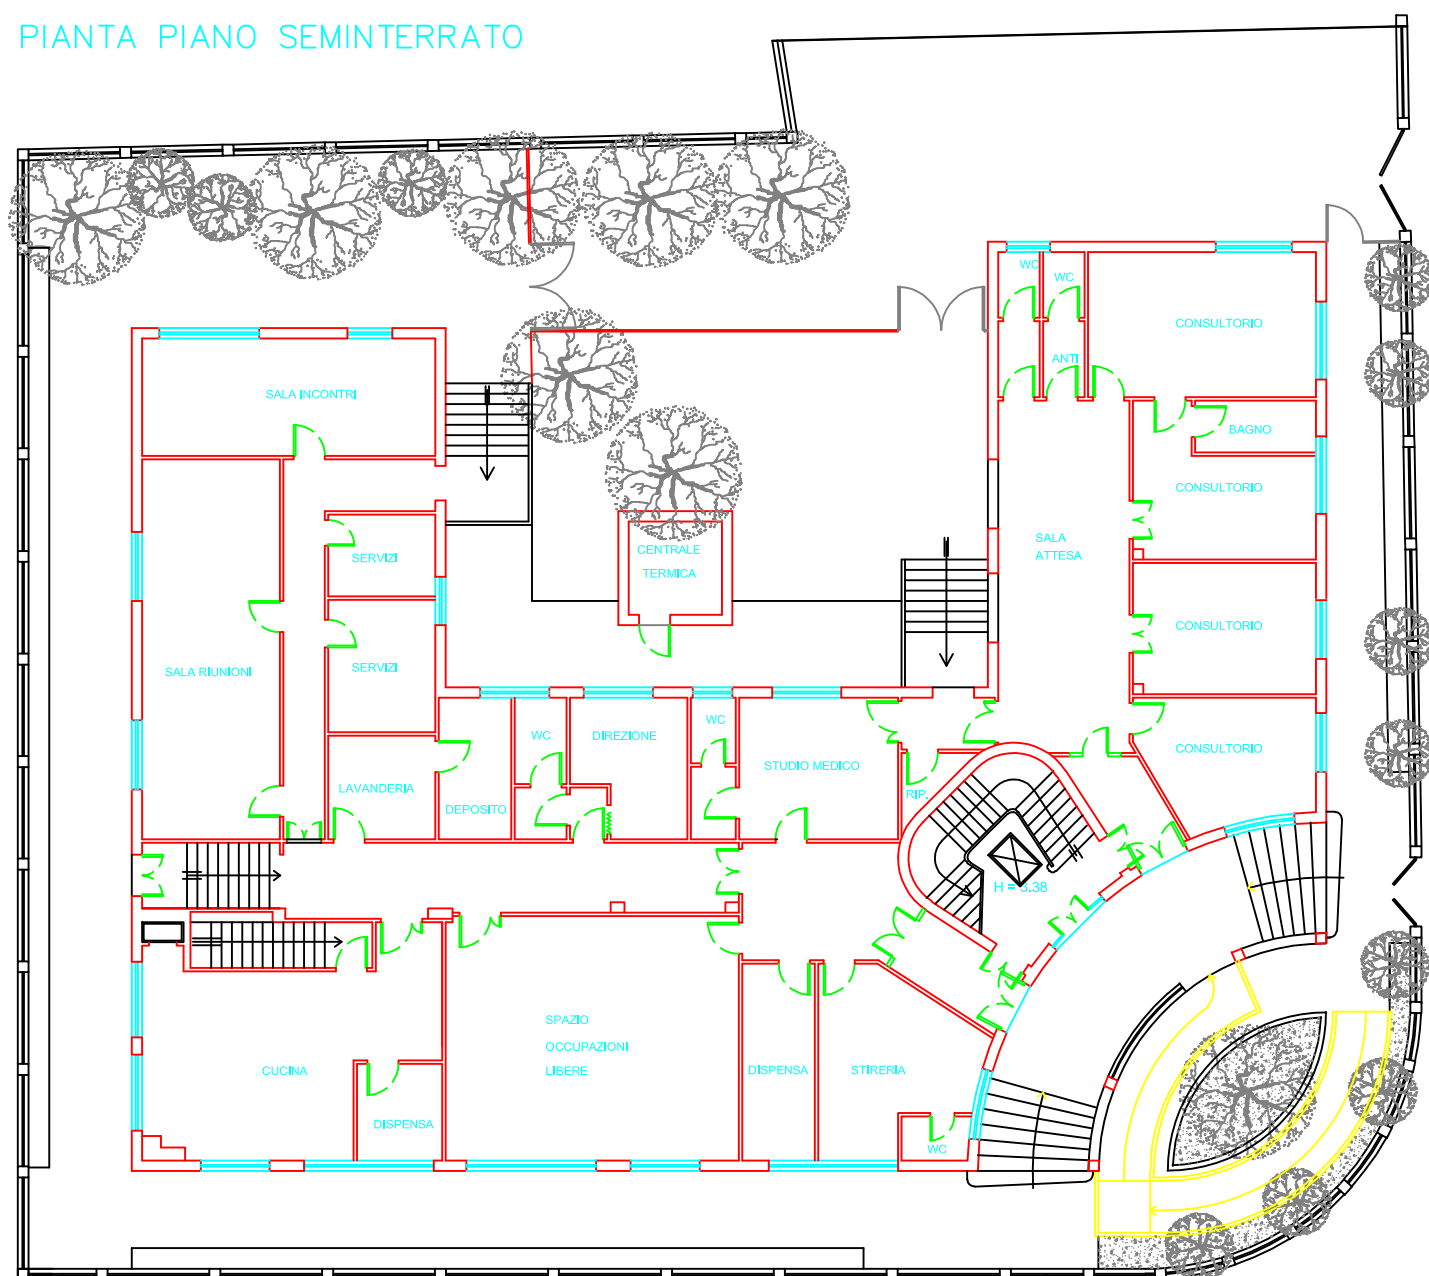 PIANTA PIANO SEMINTERRATO
WC
WC
CONSULTORIO
ANTI
SALA INCONTRI
BAGNO
CONSULTORIO
SALA
ATTESA
CENTRALE
TERMICA
SERVIZI
CONSULTORIO
SERVIZI
SALA RIUNIONI
WC
DIREZIONE
WC
CONSULTORIO
STUDIO MEDICO
LAVANDERIA
DEPOSITO
RIP.
H = 3.38
SPAZIO
OCCUPAZIONI
LIBERE
CUCINA
DISPENSA
STIRERIA
DISPENSA
WC